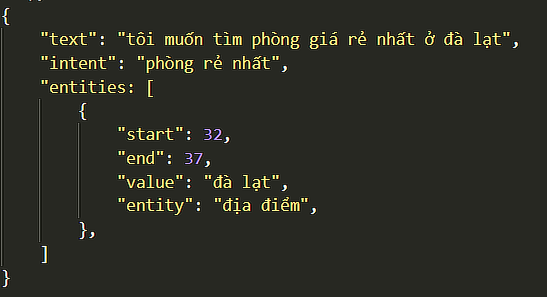 {
"text": "tôi muốn tìm phòng giá rẻ nhất ở đà lạt",
"intent": "phòng rẻ nhất",
"entities: [
{
"start": 32,
"end": 37,
"value": "đà lạt",
"entity": "địa điểm",
},
]
}